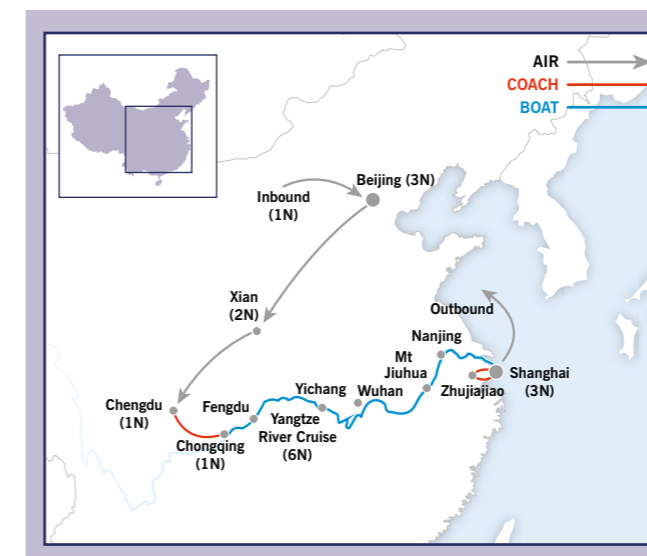 AIR
COACH
BOAT
Beijing (3N)
Inbound
(1N)
Xian
(2N)
Outbound
Nanjing
Mt
Jiuhua
Shanghai
(3N)
Zhujiajiao
Yichang
Wuhan
Chengdu
(1N)
Fengdu
Yangtze
River Cruise
(6N)
Chongqing
(1N)